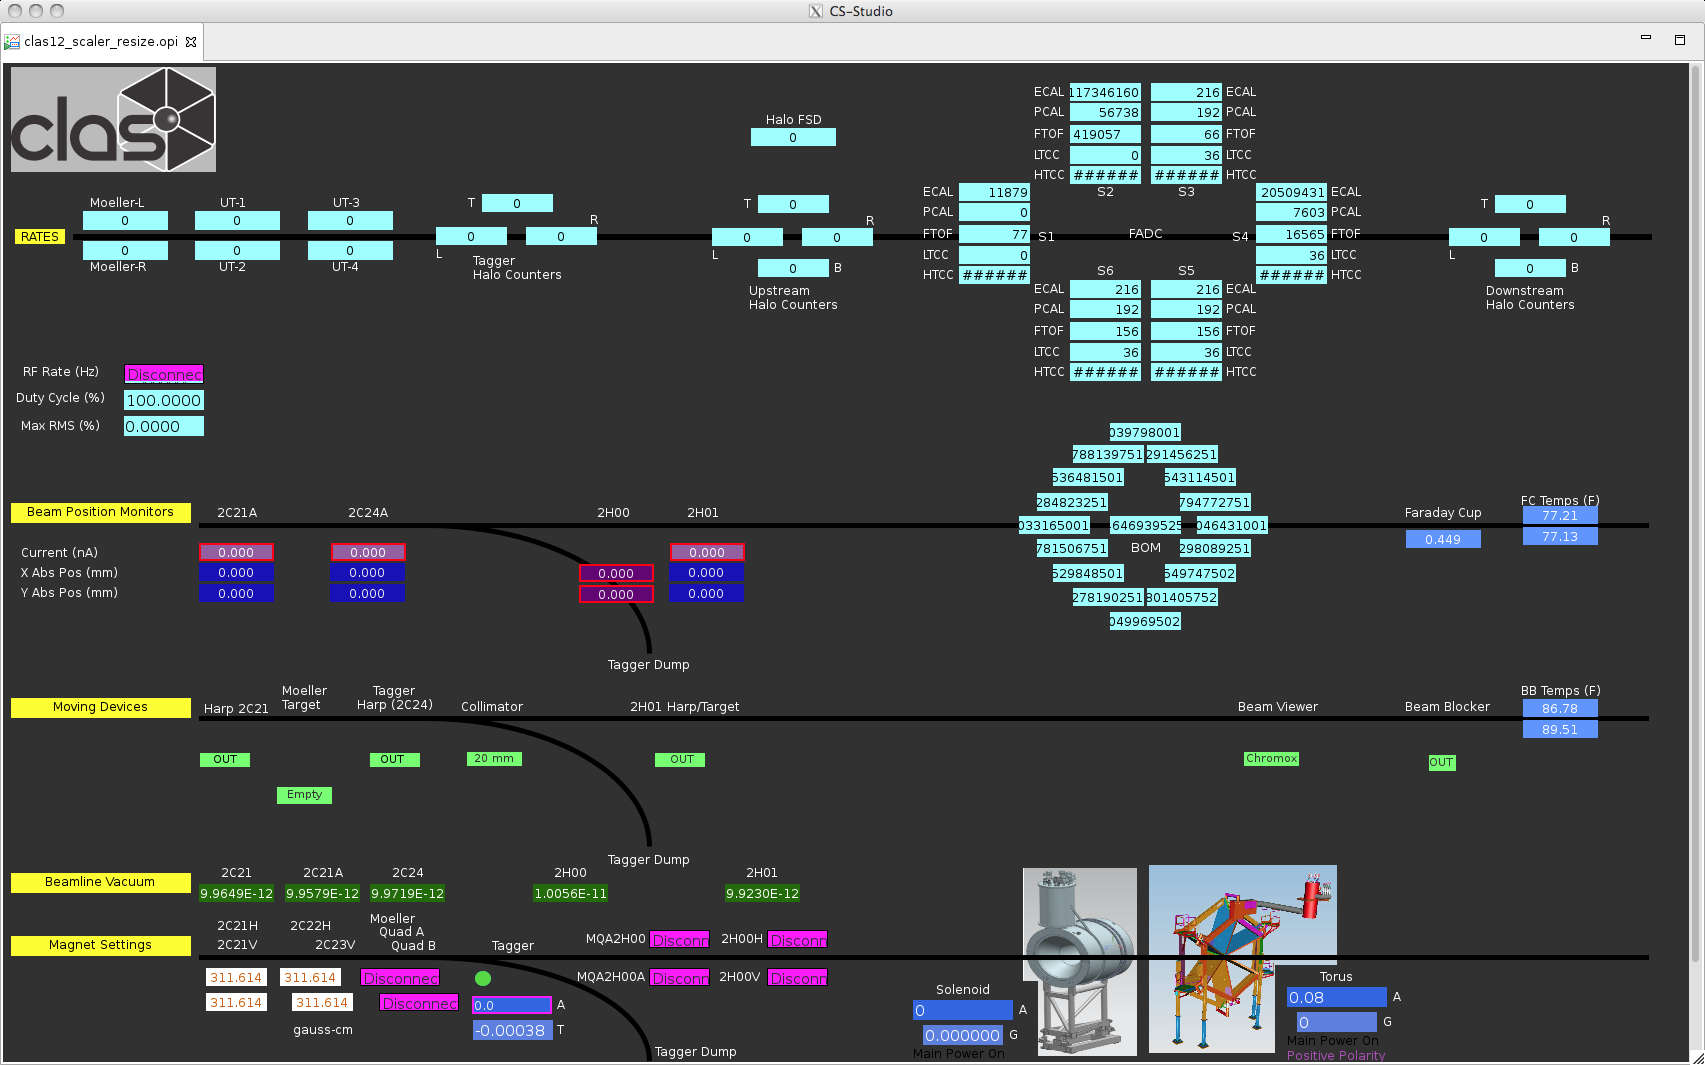 CS-Studio
clas12_scaler_resize.opi
clas
Halo FSD
0
ECAL 117346160 216 ECAL
PCAL 56738 192 PCAL
FTOF 419057 66 FTOF
LTCC 0 36 LTCC
HTCC ###### ###### HTCC
S2 S3
ECAL 11879
PCAL 0
FTOF 77 S1
LTCC 0
HTCC ######
FADC
20509431 ECAL
7603 PCAL
S4 16565 FTOF
36 LTCC
###### HTCC
S6 S5
ECAL 216 216 ECAL
PCAL 192 192 PCAL
FTOF 156 156 FTOF
LTCC 36 36 LTCC
HTCC ###### ###### HTCC
RATES
Moeller-L UT-1 UT-3
0 0 0
0 0 0
Moeller-R UT-2 UT-4
T 0
R
0 0
L
Tagger
Halo Counters
T 0
R
0 0
L
0 B
Upstream
Halo Counters
T 0
R
0 0
L
0 B
Downstream
Halo Counters
RF Rate (Hz) Disconnec
Duty Cycle (%) 100.0000
Max RMS (%) 0.0000
039798001
788139751 291456251
536481501 543114501
284823251 794772751
033165001 646939525 046431001
781506751 BOM 298089251
529848501 549747502
278190251 801405752
049969502
Beam Position Monitors
2C21A 2C24A 2H00 2H01
Faraday Cup
0.449
FC Temps (F)
77.21
77.13
Current (nA) 0.000 0.000 0.000
X Abs Pos (mm) 0.000 0.000 0.000 0.000
Y Abs Pos (mm) 0.000 0.000 0.000 0.000
Tagger Dump
Moving Devices
Harp 2C21
Moeller
Target
Tagger
Harp (2C24)
Collimator
2H01 Harp/Target
Beam Viewer
Beam Blocker
BB Temps (F)
86.78
89.51
OUT OUT 20 mm OUT Chromox OUT
Empty
Tagger Dump
Beamline Vacuum
2C21 2C21A 2C24 2H00 2H01
9.9649E-12 9.9579E-12 9.9719E-12 1.0056E-11 9.9230E-12
Magnet Settings
2C21H 2C22H
2C21V 2C23V
Moeller
Quad A
Quad B
Tagger
MQA2H00 Disconn 2H00H Disconn
MQA2H00A Disconn 2H00V Disconn
311.614 311.614 Disconnec
311.614 311.614 Disconnec
gauss-cm
0.0 A
-0.00038 T
Tagger Dump
Solenoid
0 A
0.000000 G
Main Power On
Torus
0.08 A
0 G
Main Power On
Positive Polarity